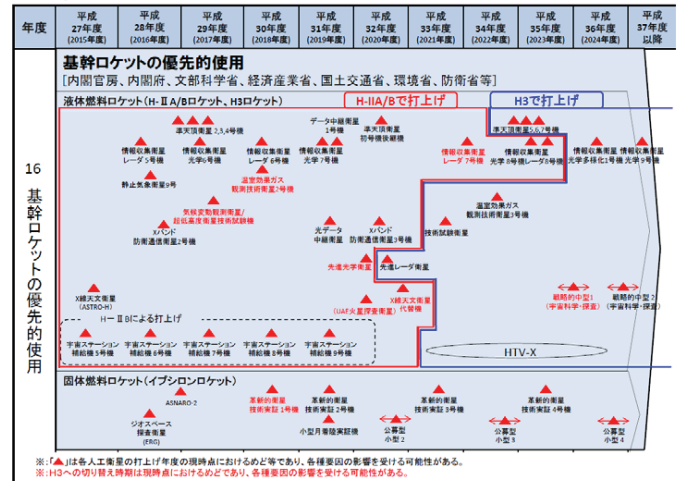 年度
平成
27年度
(2015年度)
平成
28年度
(2016年度)
平成
29年度
(2017年度)
平成
30年度
(2018年度)
平成
31年度
(2019年度)
平成
32年度
(2020年度)
平成
33年度
(2021年度)
平成
34年度
(2022年度)
平成
35年度
(2023年度)
平成
36年度
(2024年度)
平成
37年度
以降
16
基幹ロケットの優先的使用
基幹ロケットの優先的使用
[内閣官房、内閣府、文部科学省、経済産業省、国土交通省、環境省、防衛省等]
液体燃料ロケット(H-ⅡA/Bロケット、H3ロケット)
H-IIA/Bで打上げ
H3で打上げ
準天頂衛星 2,3,4号機
データ中継衛星
1号機
準天頂衛星
初号機後継機
準天頂衛星5,6,7号機
情報収集衛星
レーダ 5号機
情報収集衛星
光学6号機
情報収集衛星
レーダ 6号機
情報収集衛星
光学 7号機
情報収集衛星
レーダ 7号機
情報収集衛星
光学 8号機 レーダ8号機
情報収集衛星
光学多様化1号機
情報収集衛星
光学 9号機
静止気象衛星9号
温室効果ガス
観測技術衛星2号機
温室効果ガス
観測技術衛星3号機
気候変動観測衛星/
超低高度衛星技術試験機
Xバンド
防衛通信衛星2号機
光データ
中継衛星
Xバンド
防衛通信衛星3号機
技術試験衛星
先進光学衛星
先進レーダ衛星
X線天文衛星
(ASTRO-H)
(UAE火星探査衛星)
X線天文衛星
代替機
戦略的中型1
(宇宙科学・探査)
戦略的中型 2
(宇宙科学・探査)
H-ⅡBによる打上げ
宇宙ステーション
補給機 5号機
宇宙ステーション
補給機 6号機
宇宙ステーション
補給機 7号機
宇宙ステーション
補給機 8号機
宇宙ステーション
補給機 9号機
HTV-X
固体燃料ロケット(イプシロンロケット)
ASNARO-2
ジオスペース
探査衛星
(ERG)
革新的衛星
技術実証 1号機
革新的衛星
技術実証 2号機
小型月着陸実証機
公募型
小型 2
革新的衛星
技術実証 3号機
公募型
小型 3
革新的衛星
技術実証 4号機
公募型
小型 4
※:「▲」は各人工衛星の打上げ年度の現時点におけるめど等であり、各種要因の影響を受ける可能性がある。
※:H3への切り替え時期は現時点におけるめどであり、各種要因の影響を受ける可能性がある。